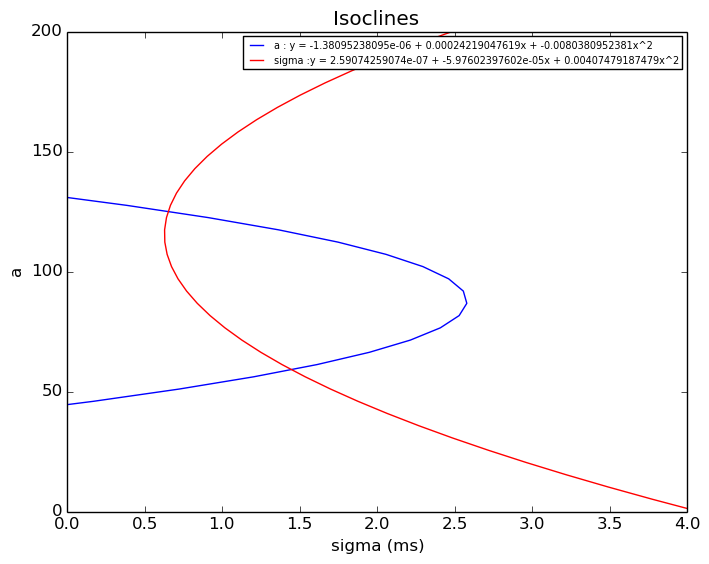 Isoclines
a : y = -1.38095238095e-06 + 0.00024219047619x + -0.0080380952381x^2
sigma :y = 2.59074259074e-07 + -5.97602397602e-05x + 0.00407479187479x^2
200
150
100
50
0
a
0.0 0.5 1.0 1.5 2.0 2.5 3.0 3.5 4.0
sigma (ms)